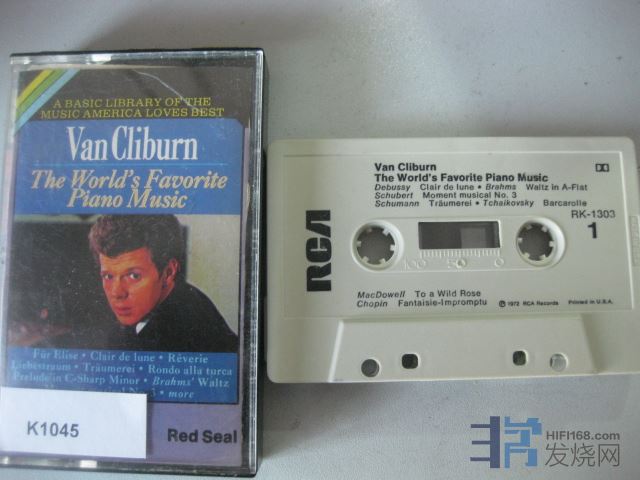 A BASIC LIBRARY OF THE
MUSIC AMERICA LOVES BEST
Van Cliburn
The World's Favorite
Piano Music
Für Elise • Clair de lune • Rêverie
Liebestraum • Träumerei • Rondo alla turca
Prelude in C-Sharp Minor • Brahms' Waltz
3 • more
K1045
Red Seal
Van Cliburn
The World's Favorite Piano Music
Debussy Clair de lune • Brahms Waltz in A-Flat
Schubert Moment musical No. 3
Schumann Träumerei • Tchaikovsky Barcarolle
RK-1303
1
RCA
100 50 0
MacDowell To a Wild Rose
Chopin Fantaisie-Impromptu
℗ 1972 RCA Records Printed in U.S.A.
HIFI168.com
发烧网